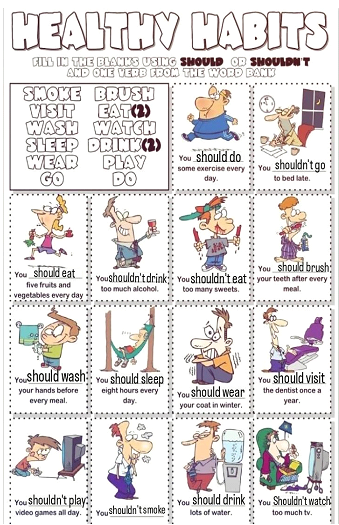 HEALTHY HABITS
FILL IN THE BLANKS USING SHOULD OR SHOULDN'T
AND ONE VERB FROM THE WORD BANK
SMOKE BRUSH
VISIT EAT(2)
WASH WATCH
SLEEP DRINK(2)
WEAR PLAY
GO DO
You should do
some exercise every
day.
You shouldn't go
to bed late.
You should eat
five fruits and
vegetables every day
You shouldn't drink
too much alcohol.
You shouldn't eat
too many sweets.
You should brush
your teeth after every
meal.
You should wash
your hands before
every meal.
You should sleep
eight hours every
day.
You should wear
your coat in winter.
You should visit
the dentist once a
year.
You shouldn't play
video games all day.
You shouldn't smoke
You should drink
lots of water.
You Shouldn't watch
too much tv.